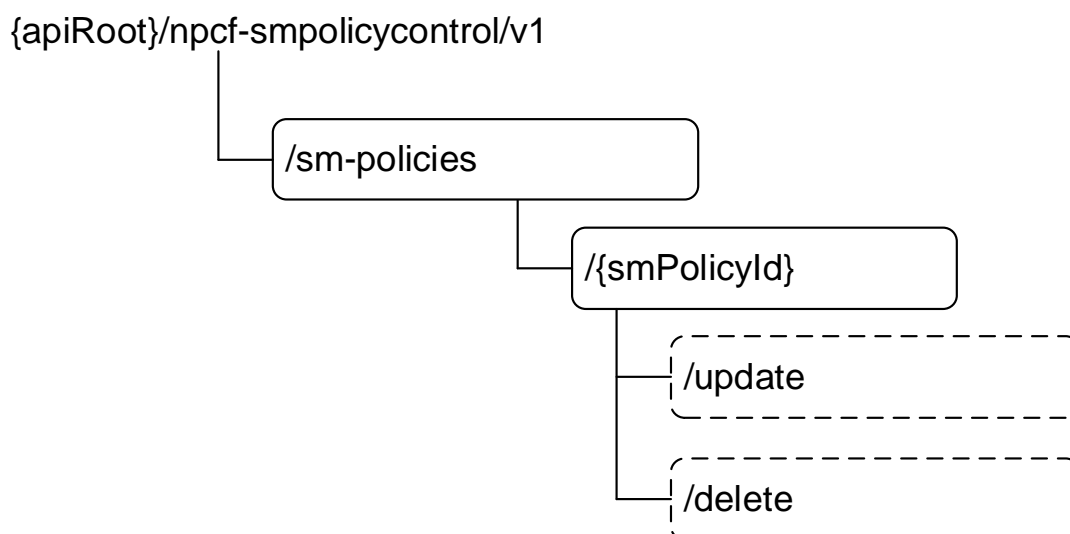 {apiRoot}/npcf-smpolicycontrol/v1
/sm-policies
/{smPolicyId}
/update
/delete